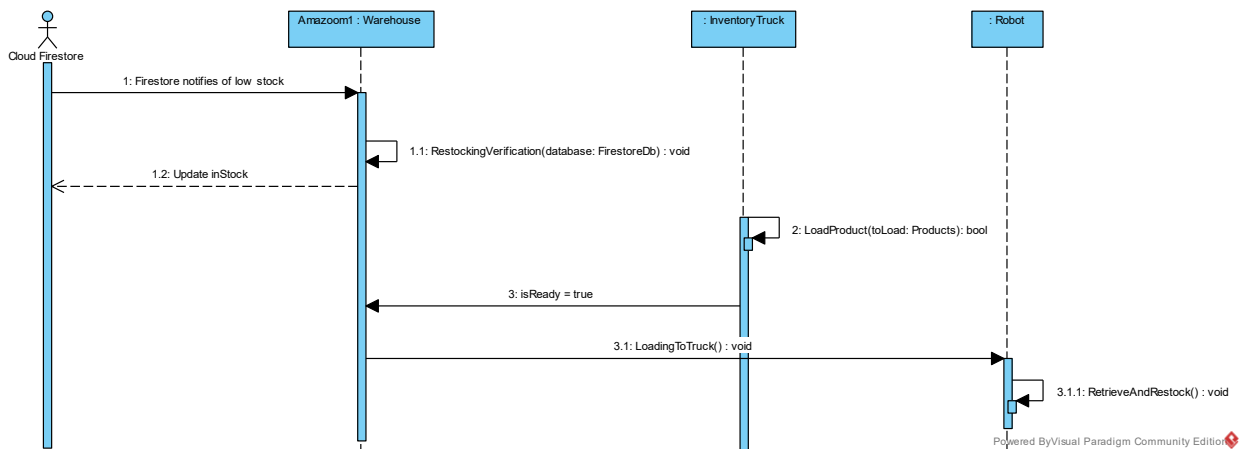 Amazoom1 : Warehouse
: InventoryTruck
: Robot
Cloud Firestore
1: Firestore notifies of low stock
1.1: RestockingVerification(database: FirestoreDb) : void
1.2: Update inStock
2: LoadProduct(toLoad: Products): bool
3: isReady = true
3.1: LoadingToTruck() : void
3.1.1: RetrieveAndRestock() : void
Powered ByVisual Paradigm Community Edition